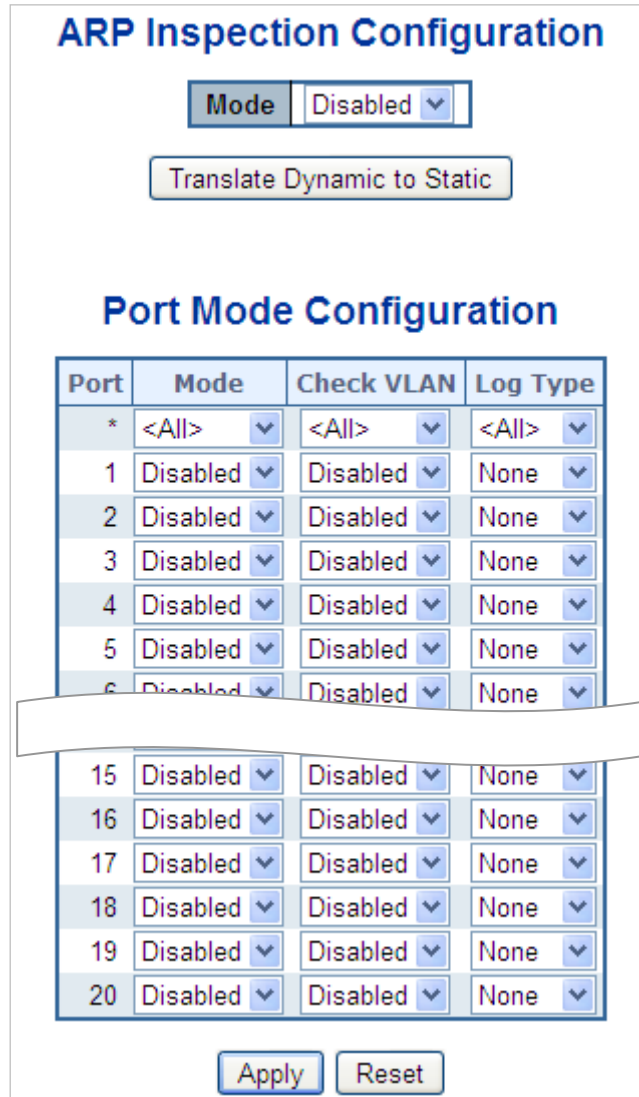 ARP Inspection Configuration
Mode Disabled
Translate Dynamic to Static
Port Mode Configuration
Port Mode Check VLAN Log Type
* <All> <All> <All>
1 Disabled Disabled None
2 Disabled Disabled None
3 Disabled Disabled None
4 Disabled Disabled None
5 Disabled Disabled None
6 Disabled Disabled None
15 Disabled Disabled None
16 Disabled Disabled None
17 Disabled Disabled None
18 Disabled Disabled None
19 Disabled Disabled None
20 Disabled Disabled None
Apply Reset